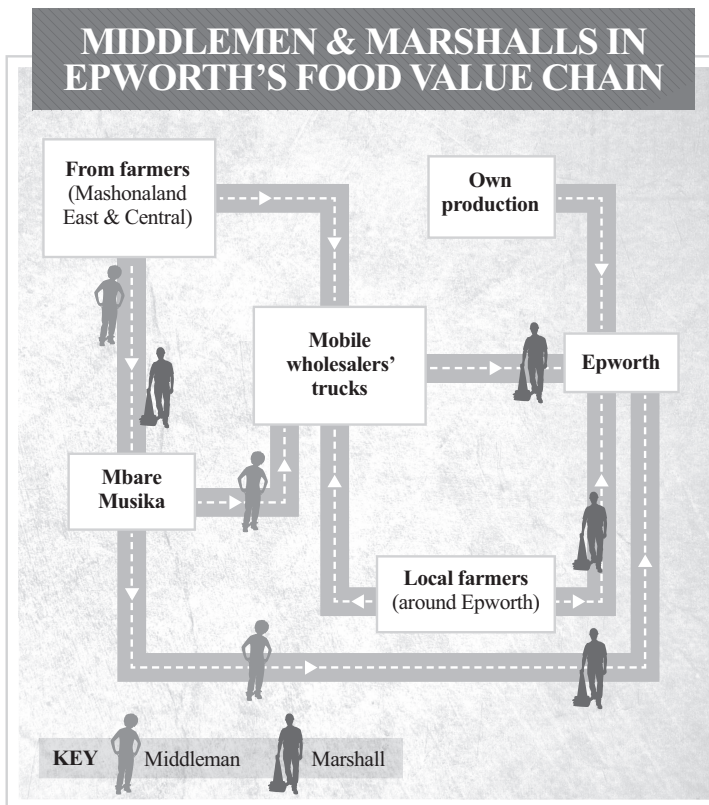 MIDDLEMEN & MARSHALLS IN
EPWORTH’S FOOD VALUE CHAIN
From farmers
(Mashonaland
East & Central)
Own
production
Mobile
wholesalers’
trucks
Epworth
Mbare
Musika
Local farmers
(around Epworth)
KEY
Middleman
Marshall